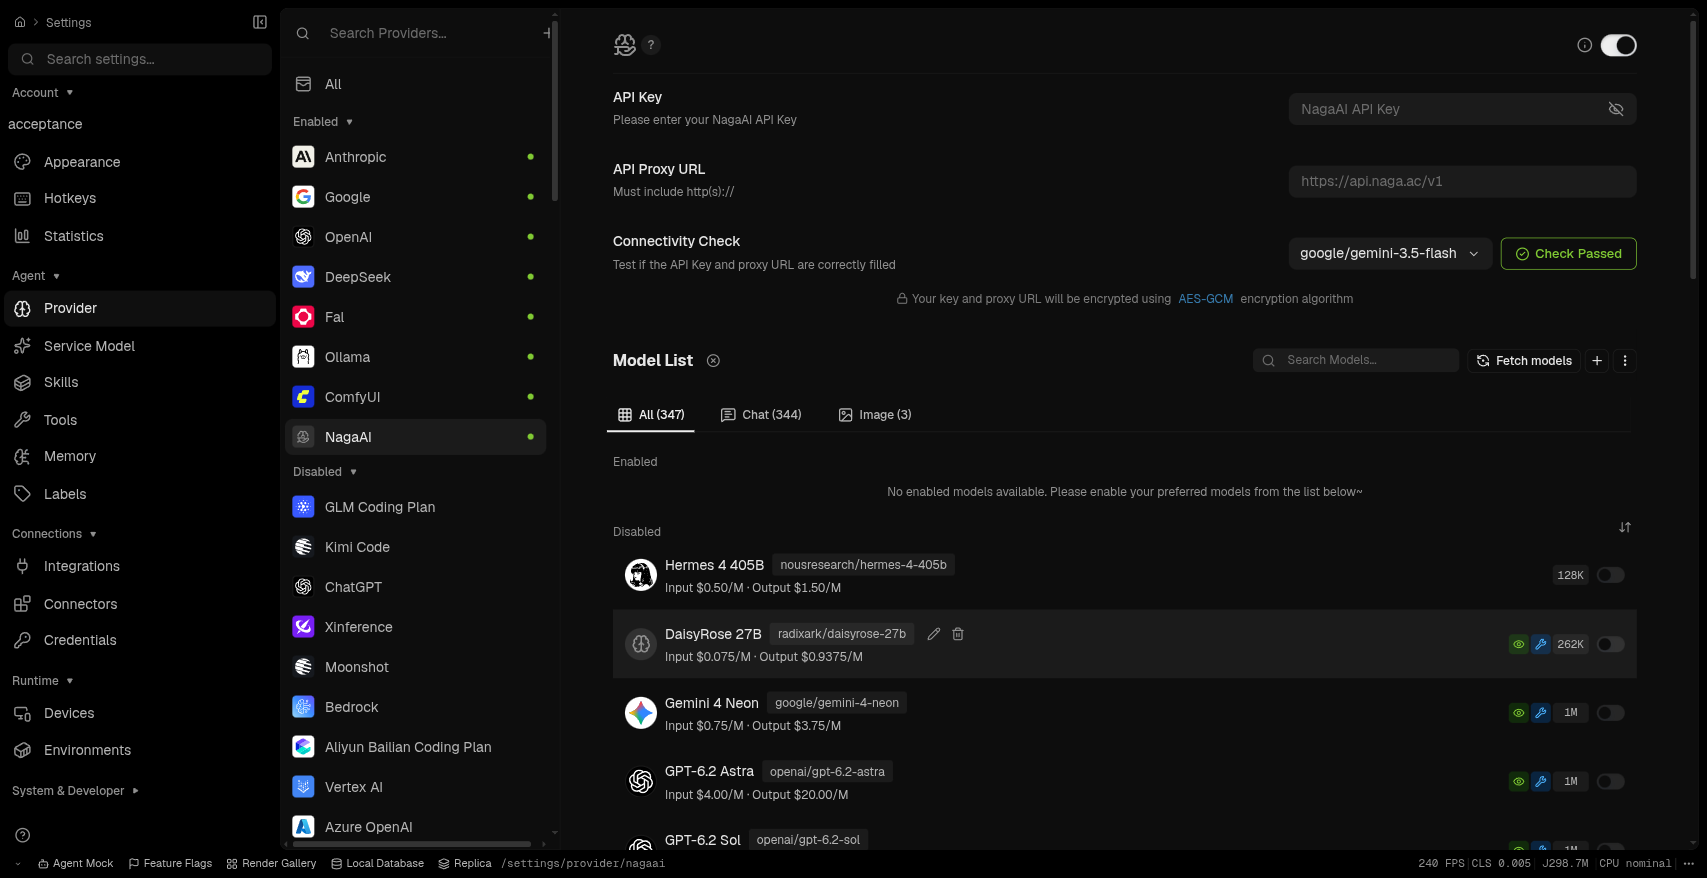 Settings
Search settings...
Account
acceptance
Appearance
Hotkeys
Statistics
Agent
Provider
Service Model
Skills
Tools
Memory
Labels
Connections
Integrations
Connectors
Credentials
Runtime
Devices
Environments
System & Developer
Search Providers...
All
Enabled
Anthropic
Google
OpenAI
DeepSeek
Fal
Ollama
ComfyUI
NagaAI
Disabled
GLM Coding Plan
Kimi Code
ChatGPT
Xinference
Moonshot
Bedrock
Aliyun Bailian Coding Plan
Vertex AI
Azure OpenAI
?
API Key
Please enter your NagaAI API Key
NagaAI API Key
API Proxy URL
Must include http(s)://
https://api.naga.ac/v1
Connectivity Check
Test if the API Key and proxy URL are correctly filled
google/gemini-3.5-flash
Check Passed
Your key and proxy URL will be encrypted using AES-GCM encryption algorithm
Model List
Search Models...
Fetch models
All (347)
Chat (344)
Image (3)
Enabled
No enabled models available. Please enable your preferred models from the list below~
Disabled
Hermes 4 405B nousresearch/hermes-4-405b
Input $0.50/M · Output $1.50/M
128K
DaisyRose 27B radixark/daisyrose-27b
Input $0.075/M · Output $0.9375/M
262K
Gemini 4 Neon google/gemini-4-neon
Input $0.75/M · Output $3.75/M
1M
GPT-6.2 Astra openai/gpt-6.2-astra
Input $4.00/M · Output $20.00/M
1M
GPT-6.2 Sol openai/gpt-6.2-sol
1M
Agent Mock Feature Flags Render Gallery Local Database Replica /settings/provider/nagaai
240 FPS CLS 0.005 J298.7M CPU nominal